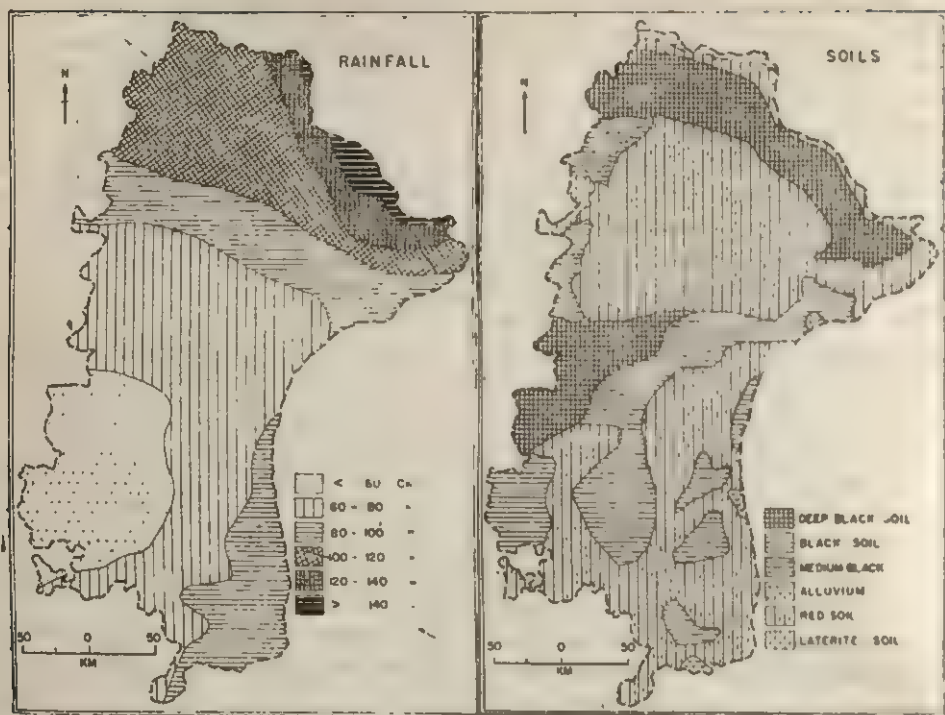 RAINFALL
N
< 60 Cm
60 - 80 "
80 - 100 "
100 - 120 "
120 - 140 "
> 140 "
50 0 50
KM
SOILS
N
DEEP BLACK SOIL
BLACK SOIL
MEDIUM BLACK
ALLUVIUM
RED SOIL
LATERITE SOIL
50 0 50
KM